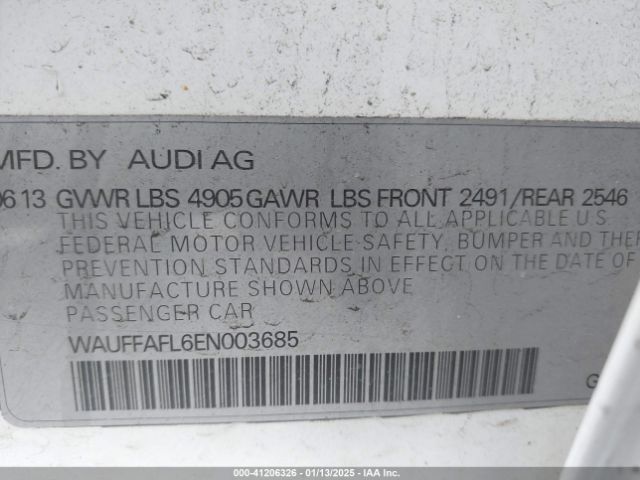 MFD. BY AUDI AG
06 13 GVWR LBS 4905 GAWR LBS FRONT 2491/REAR 2546
THIS VEHICLE CONFORMS TO ALL APPLICABLE U S
FEDERAL MOTOR VEHICLE SAFETY, BUMPER AND THEF
PREVENTION STANDARDS IN EFFECT ON THE DATE OF
MANUFACTURE SHOWN ABOVE
PASSENGER CAR
WAUFFAFL6EN003685
G
000-41206326 - 01/13/2025 - IAA Inc.